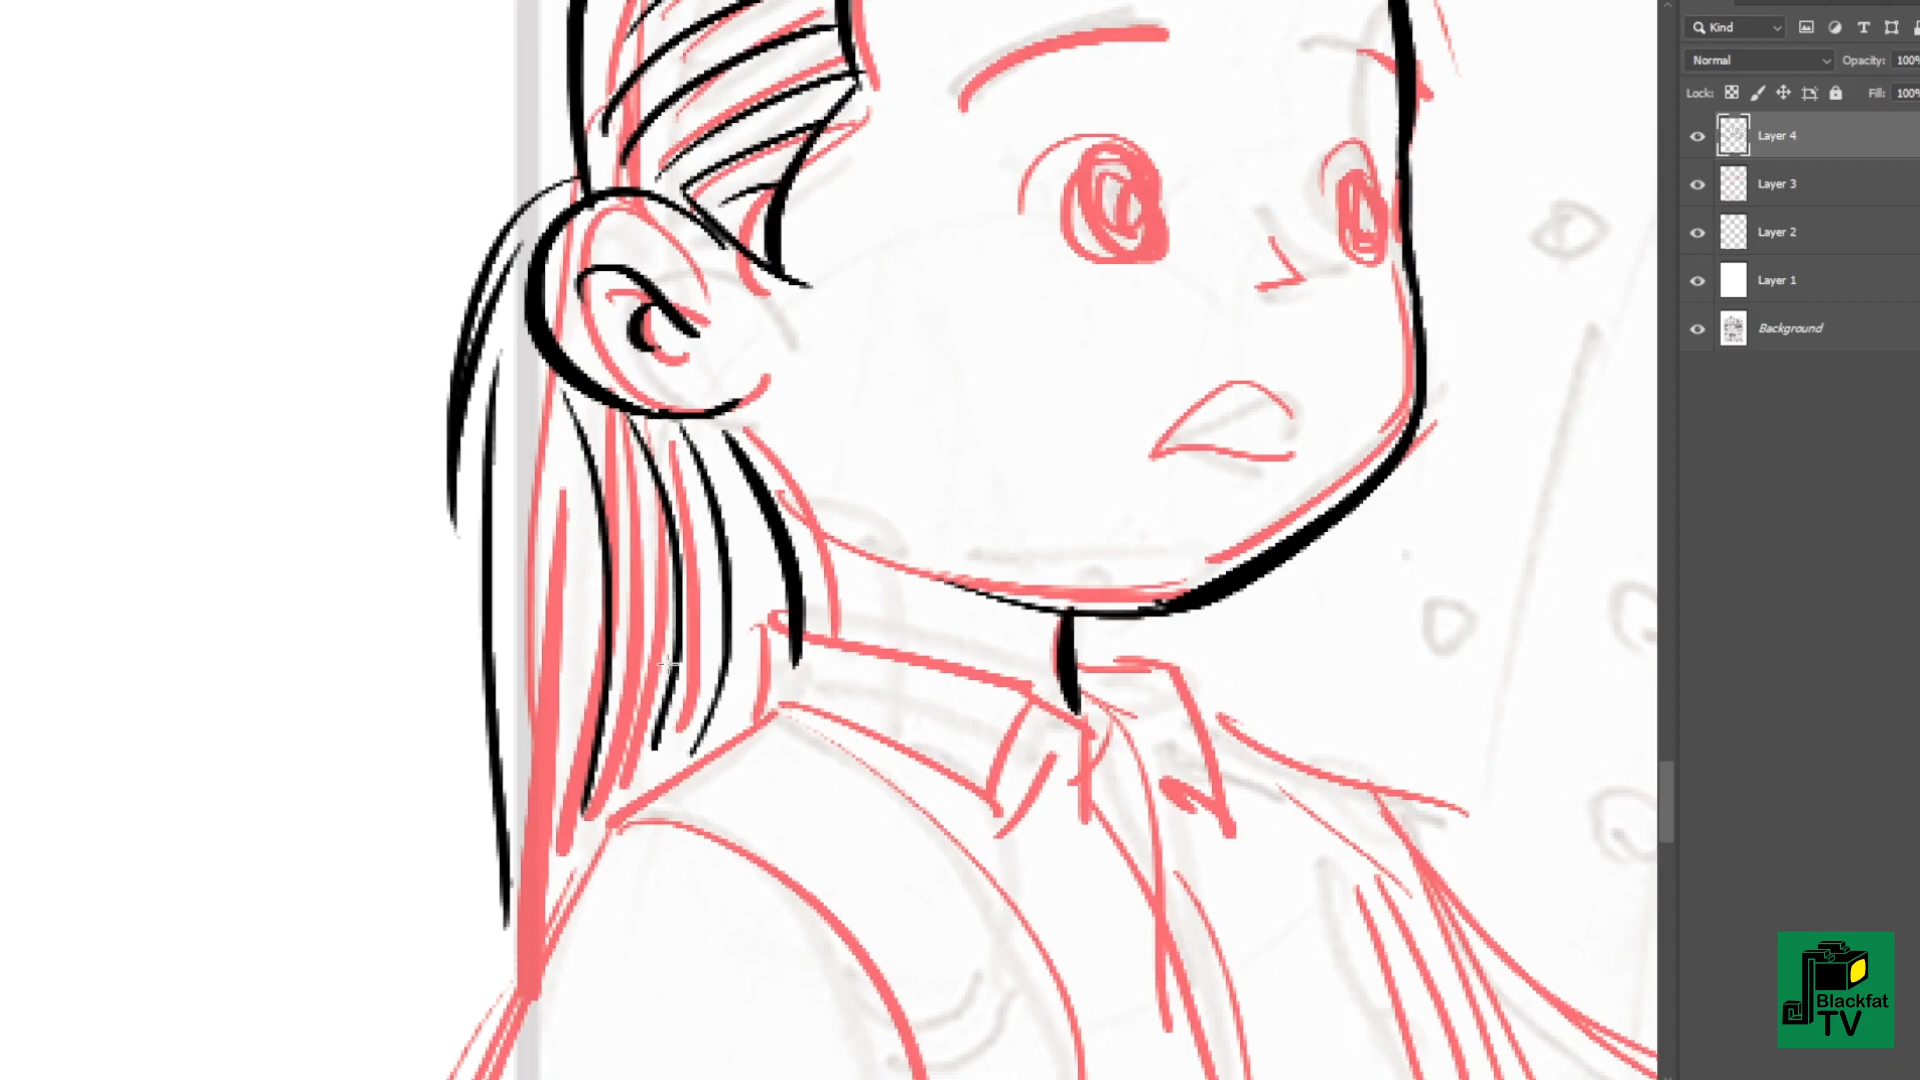 Kind
Normal Opacity: 100%
Lock: Fill: 100%
Layer 4
Layer 3
Layer 2
Layer 1
Background
Blackfat
TV